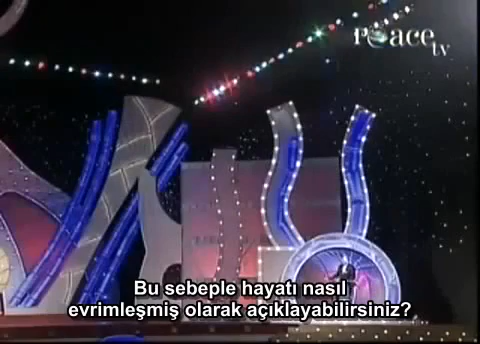 peace
tv
Bu sebeple hayatı nasıl
evrimleşmiş olarak açıklayabilirsiniz?